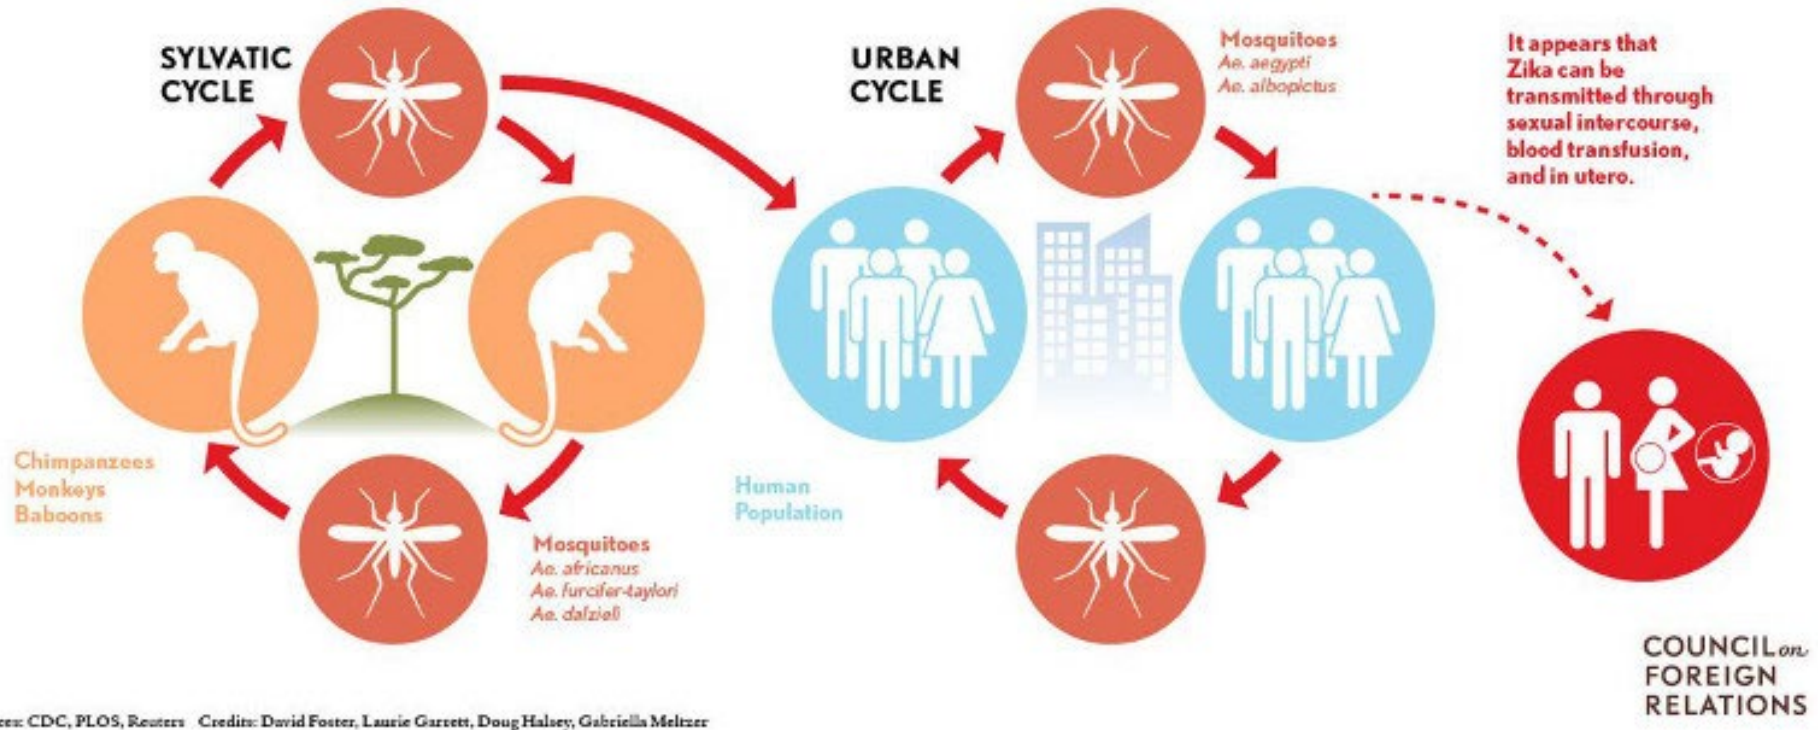 SYLVATIC
CYCLE
URBAN
CYCLE
Mosquitoes
Ae. aegypti
Ae. albopictus
It appears that
Zika can be
transmitted through
sexual intercourse,
blood transfusion,
and in utero.
Chimpanzees
Monkeys
Baboons
Mosquitoes
Ae. africanus
Ae. furcifer-taylori
Ae. dalzieli
Human
Population
COUNCIL on
FOREIGN
RELATIONS
CDC, PLOS, Reuters Credits: David Foster, Laurie Garrett, Doug Halsey, Gabriella Meltzer